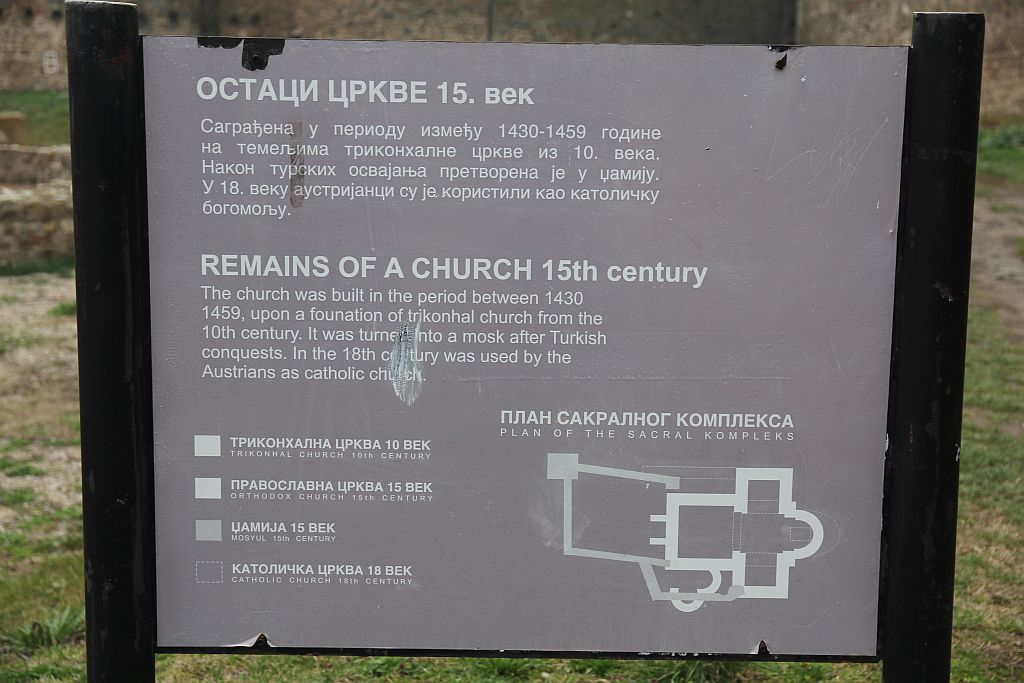 ОСТАЦИ ЦРКВЕ 15. век
Саграђена у периоду између 1430-1459 године
на темељима триконхалне цркве из 10. века.
Након турских освајања претворена је у џамију.
У 18. веку аустријанци су је користили као католичку
богомољу.
REMAINS OF A CHURCH 15th century
The church was built in the period between 1430
1459, upon a founation of trikonhal church from the
10th century. It was turned into a mosk after Turkish
conquests. In the 18th century was used by the
Austrians as catholic church.
ПЛАН САКРАЛНОГ КОМПЛЕКСА
PLAN OF THE SACRAL KOMPLEKS
ТРИКОНХАЛНА ЦРКВА 10 ВЕК
TRIKONHAL CHURCH 10th CENTURY
ПРАВОСЛАВНА ЦРКВА 15 ВЕК
ORTHODOX CHURCH 15th CENTURY
ЏАМИЈА 15 ВЕК
MOSYUL 15th CENTURY
КАТОЛИЧКА ЦРКВА 18 ВЕК
CATHOLIC CHURCH 18th CENTURY